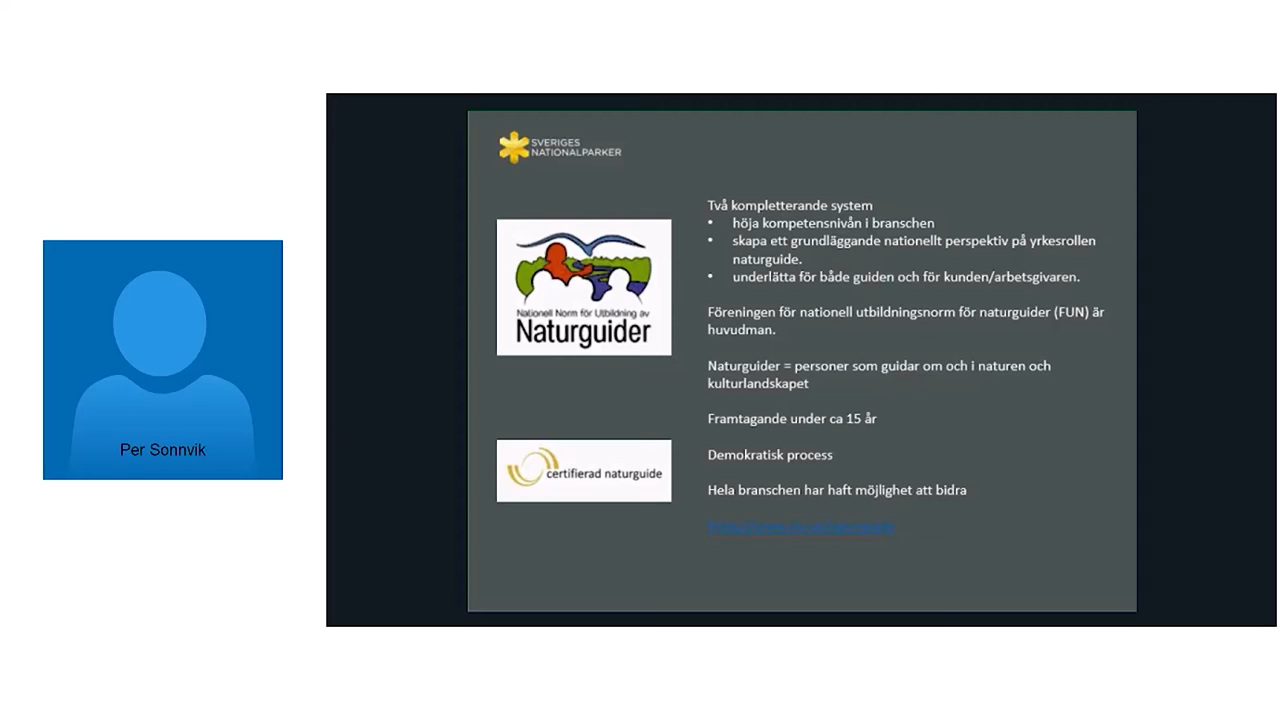 SVERIGES
NATIONALPARKER
Två kompletterande system
• höja kompetensnivån i branschen
• skapa ett grundläggande nationellt perspektiv på yrkesrollen
naturguide.
• underlätta för både guiden och för kunden/arbetsgivaren.
Föreningen för nationell utbildningsnorm för naturguider (FUN) är
huvudman.
Naturguider = personer som guidar om och i naturen och
kulturlandskapet
Framtagande under ca 15 år
Demokratisk process
Hela branschen har haft möjlighet att bidra
Nationell Norm för Utbildning av
Naturguider
certifierad naturguide
Per Sonnvik